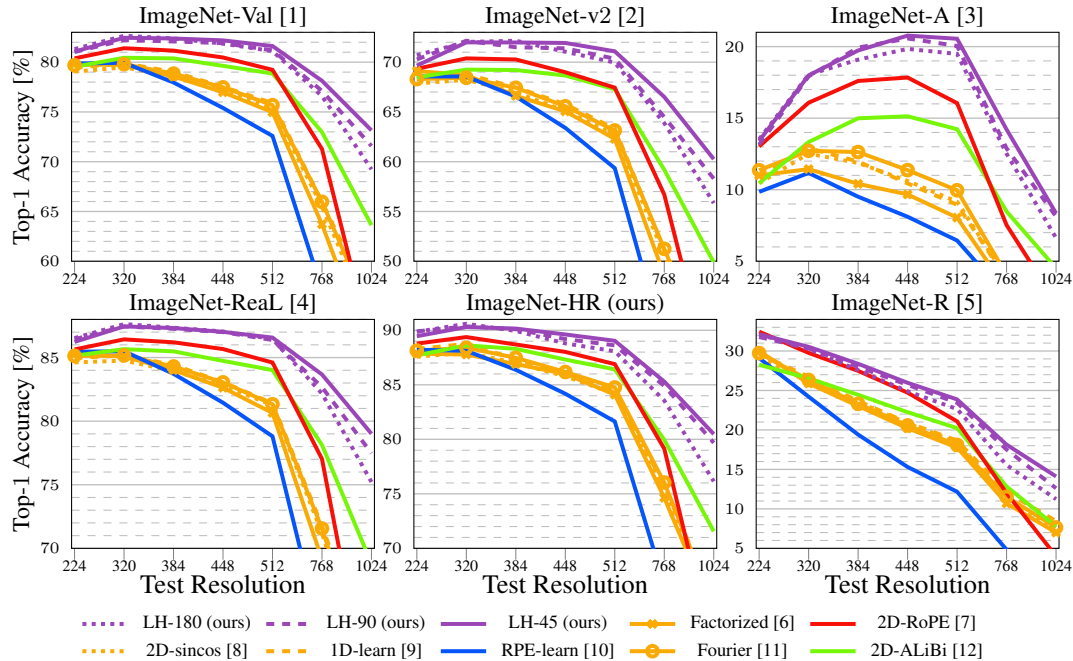 ImageNet-Val [1] ImageNet-v2 [2] ImageNet-A [3]
Top-1 Accuracy [%]
80
75
70
65
60
224 320 384 448 512 768 1024
70
65
60
55
50
224 320 384 448 512 768 1024
20
15
10
5
224 320 384 448 512 768 1024
ImageNet-ReaL [4] ImageNet-HR (ours) ImageNet-R [5]
Top-1 Accuracy [%]
85
80
75
70
224 320 384 448 512 768 1024
Test Resolution
90
85
80
75
70
224 320 384 448 512 768 1024
Test Resolution
30
25
20
15
10
5
224 320 384 448 512 768 1024
Test Resolution
LH-180 (ours) LH-90 (ours) LH-45 (ours) Factorized [6] 2D-RoPE [7]
2D-sincos [8] 1D-learn [9] RPE-learn [10] Fourier [11] 2D-ALiBi [12]